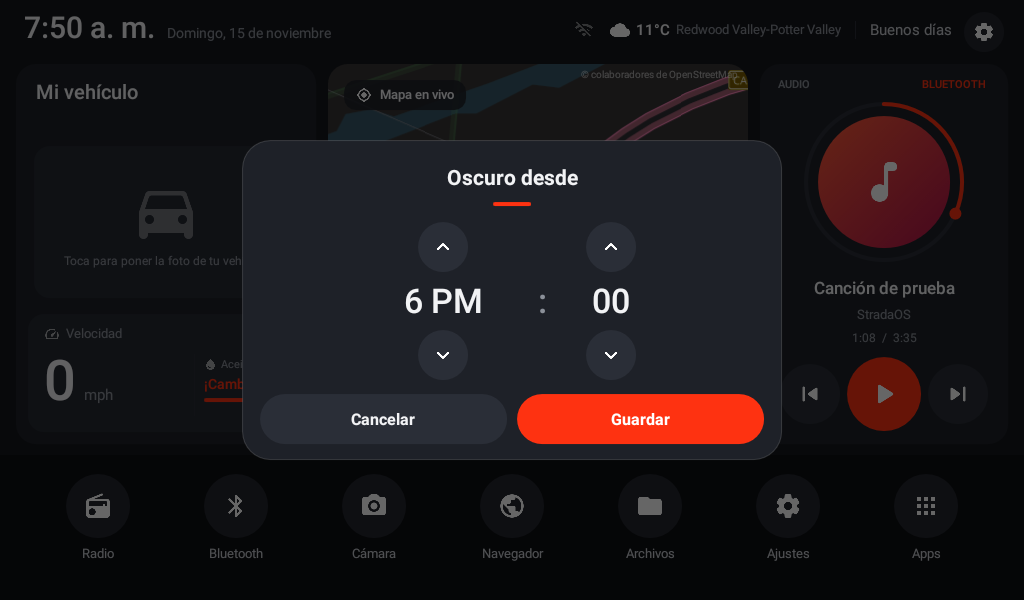 7:50 a. m.
Domingo, 15 de noviembre
11°C
Redwood Valley-Potter Valley
Buenos días
Mi vehículo
Mapa en vivo
© colaboradores de OpenStreetMap
CA
AUDIO
BLUETOOTH
Toca para poner la foto de tu
Oscuro desde
6 PM : 00
Cancelar
Guardar
Velocidad
0 mph
Canción de prueba
StradaOS
1:08 / 3:35
Radio
Bluetooth
Cámara
Navegador
Archivos
Ajustes
Apps